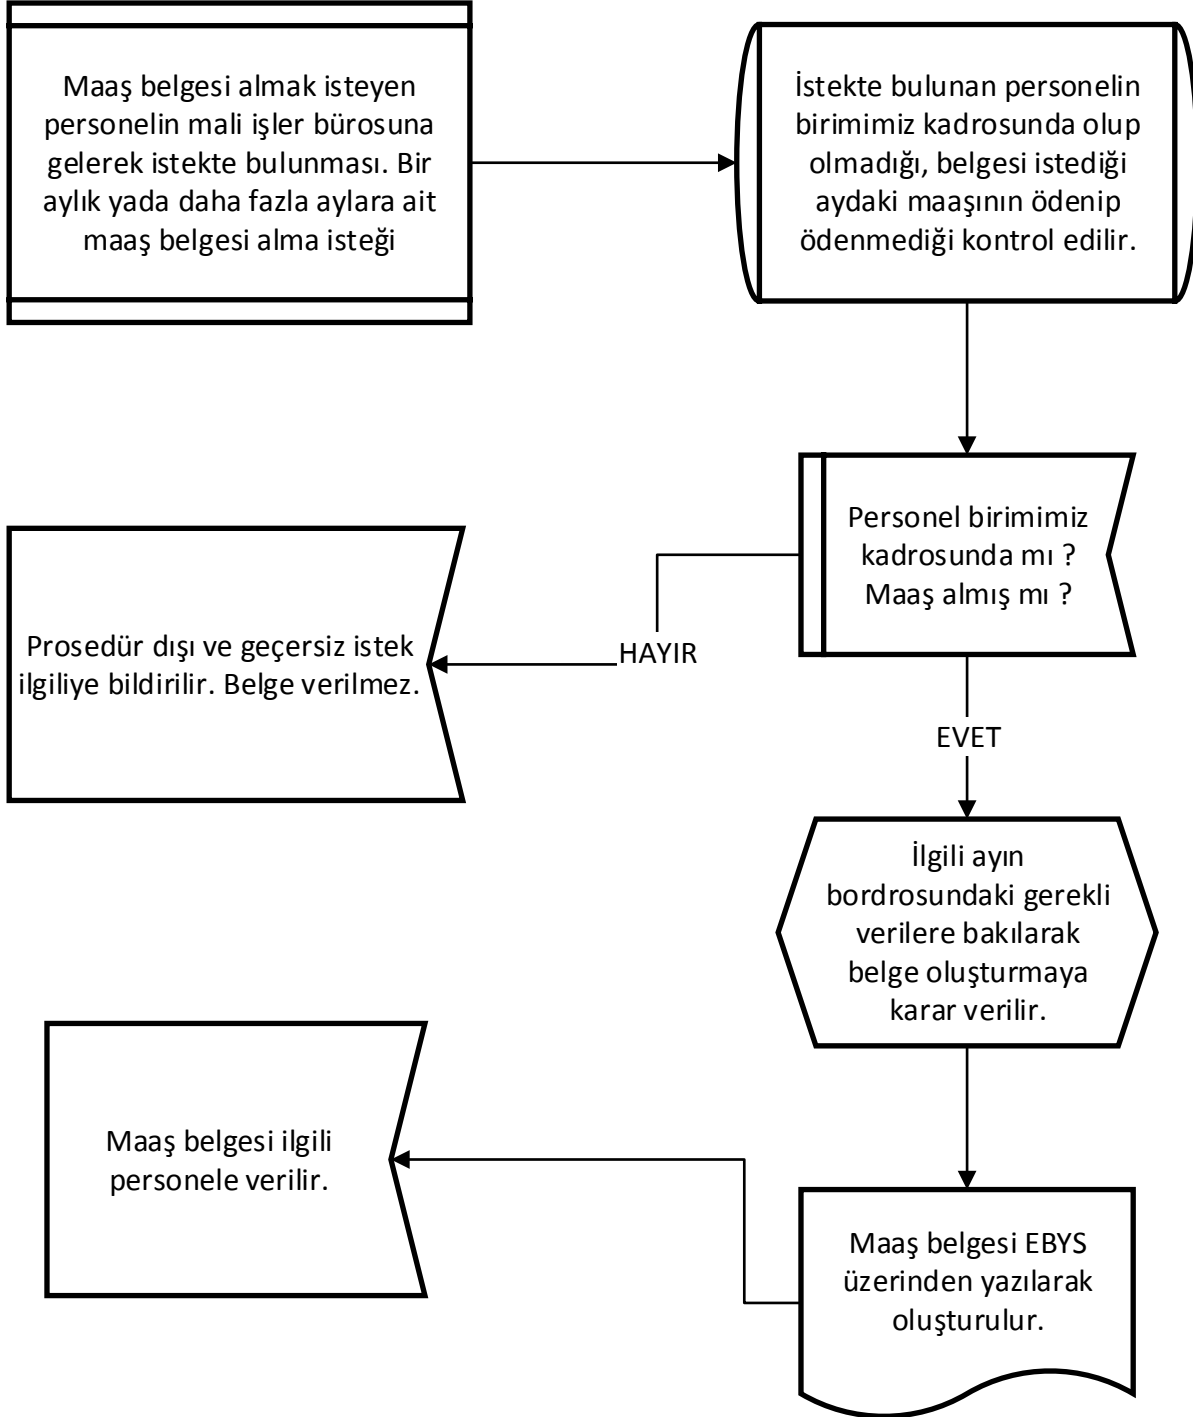 Maaş belgesi almak isteyen
personelin mali işler bürosuna
gelerek istekte bulunması. Bir
aylık yada daha fazla aylara ait
maaş belgesi alma isteği
İstekte bulunan personelin
birimimiz kadrosunda olup
olmadığı, belgesi istediği
aydaki maaşının ödenip
ödenmediği kontrol edilir.
Personel birimimiz
kadrosunda mı ?
Maaş almış mı ?
HAYIR
Prosedür dışı ve geçersiz istek
ilgiliye bildirilir. Belge verilmez.
EVET
İlgili ayın
bordrosundaki gerekli
verilere bakılarak
belge oluşturmaya
karar verilir.
Maaş belgesi EBYS
üzerinden yazılarak
oluşturulur.
Maaş belgesi ilgili
personele verilir.